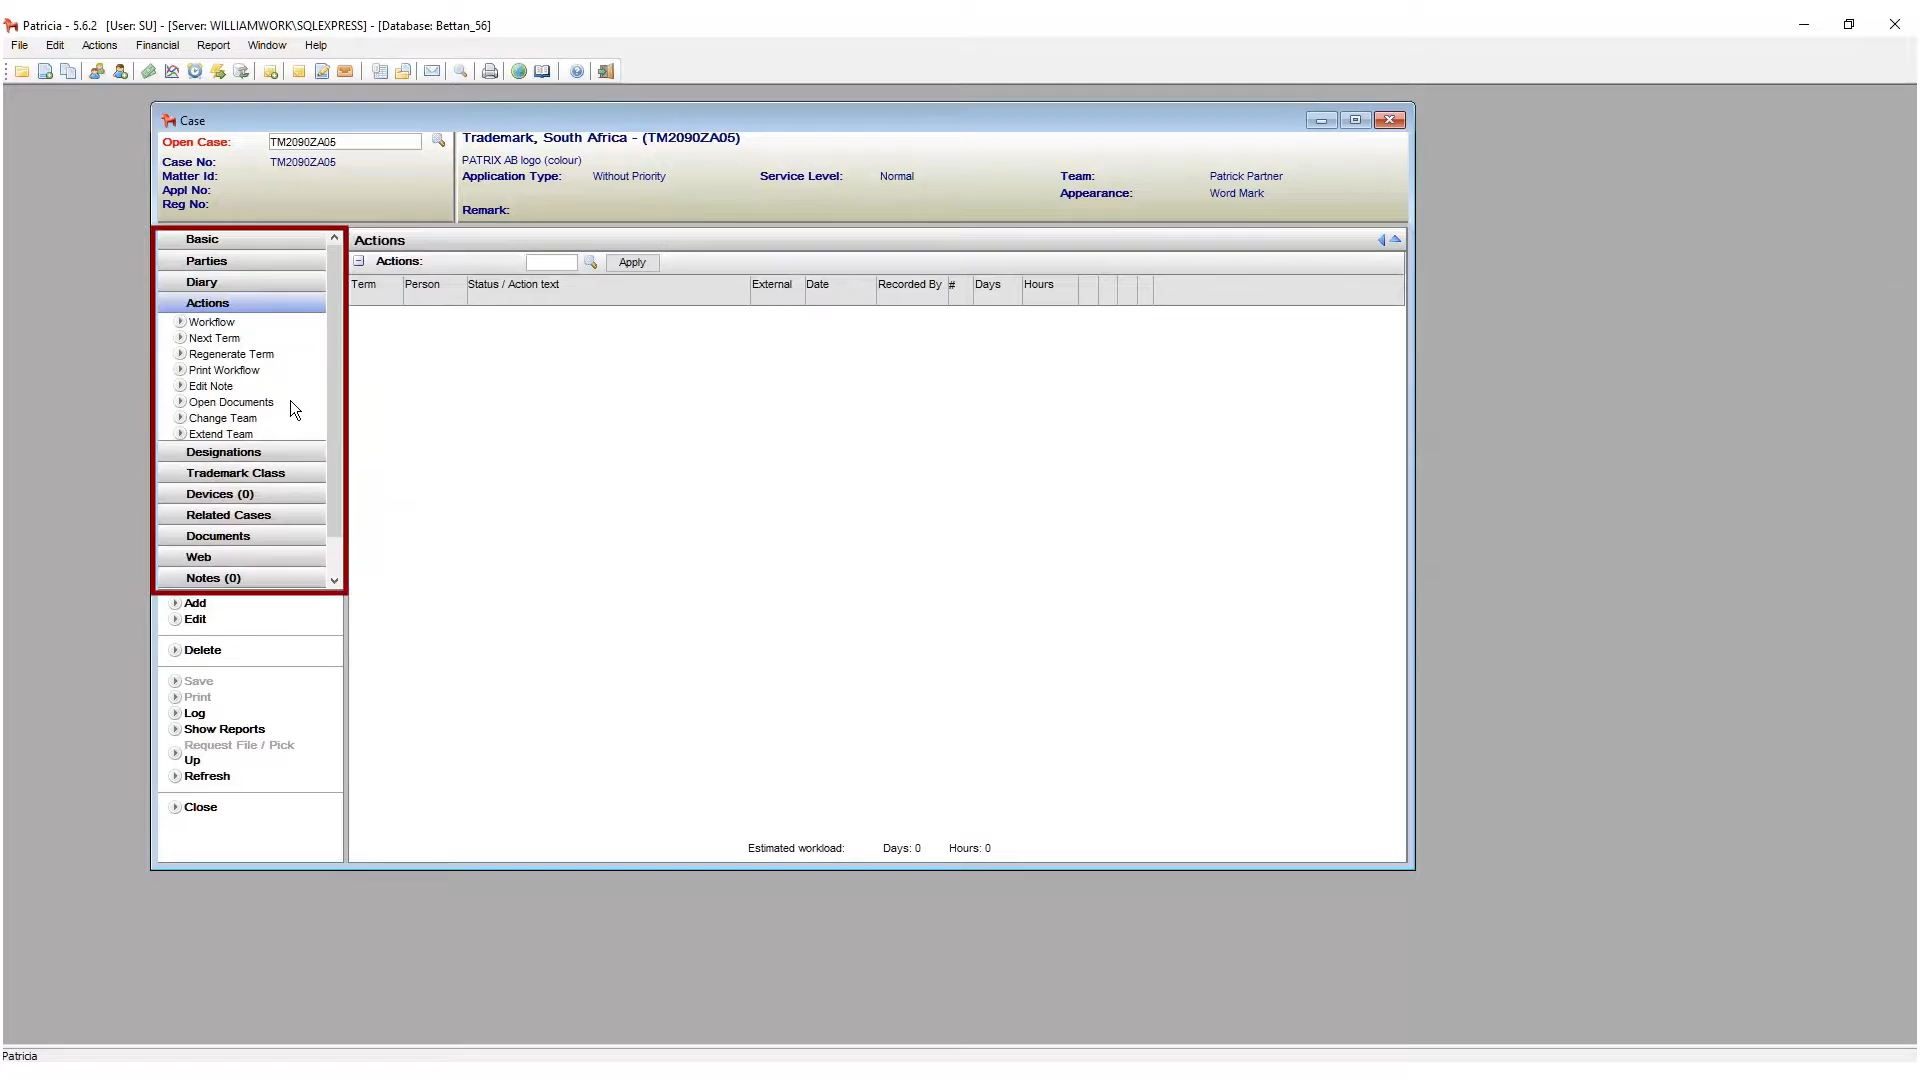 Patricia - 5.6.2 [User: SU] - [Server: WILLIAMWORK\SQLEXPRESS] - [Database: Bettan_56]
File Edit Actions Financial Report Window Help
Case
Open Case: TM2090ZA05
Case No: TM2090ZA05
Matter Id:
Appl No:
Reg No:
Trademark, South Africa - (TM2090ZA05)
PATRIX AB logo (colour)
Application Type: Without Priority Service Level: Normal Team: Patrick Partner
Appearance: Word Mark
Remark:
Basic
Parties
Diary
Actions
Workflow
Next Term
Regenerate Term
Print Workflow
Edit Note
Open Documents
Change Team
Extend Team
Designations
Trademark Class
Devices (0)
Related Cases
Documents
Web
Notes (0)
Add
Edit
Delete
Save
Print
Log
Show Reports
Request File / Pick
Up
Refresh
Close
Actions
Actions: Apply
Term Person Status / Action text External Date Recorded By # Days Hours
Estimated workload: Days: 0 Hours: 0
Patricia